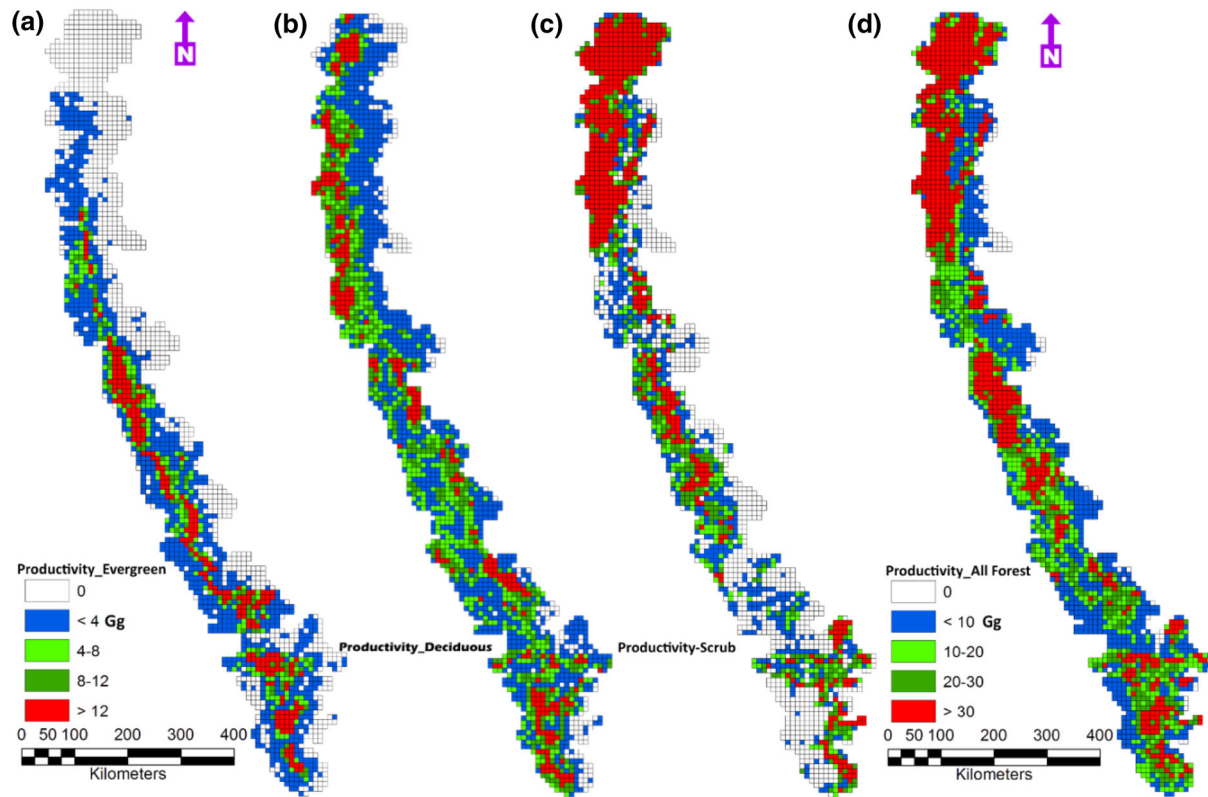 (a)
N
(b)
(c)
(d)
N
Productivity_Evergreen
0
< 4 Gg
4-8
8-12
> 12
0 50 100 200 300 400
Kilometers
Productivity_Deciduous
Productivity-Scrub
Productivity_All Forest
0
< 10 Gg
10-20
20-30
> 30
0 50 100 200 300 400
Kilometers